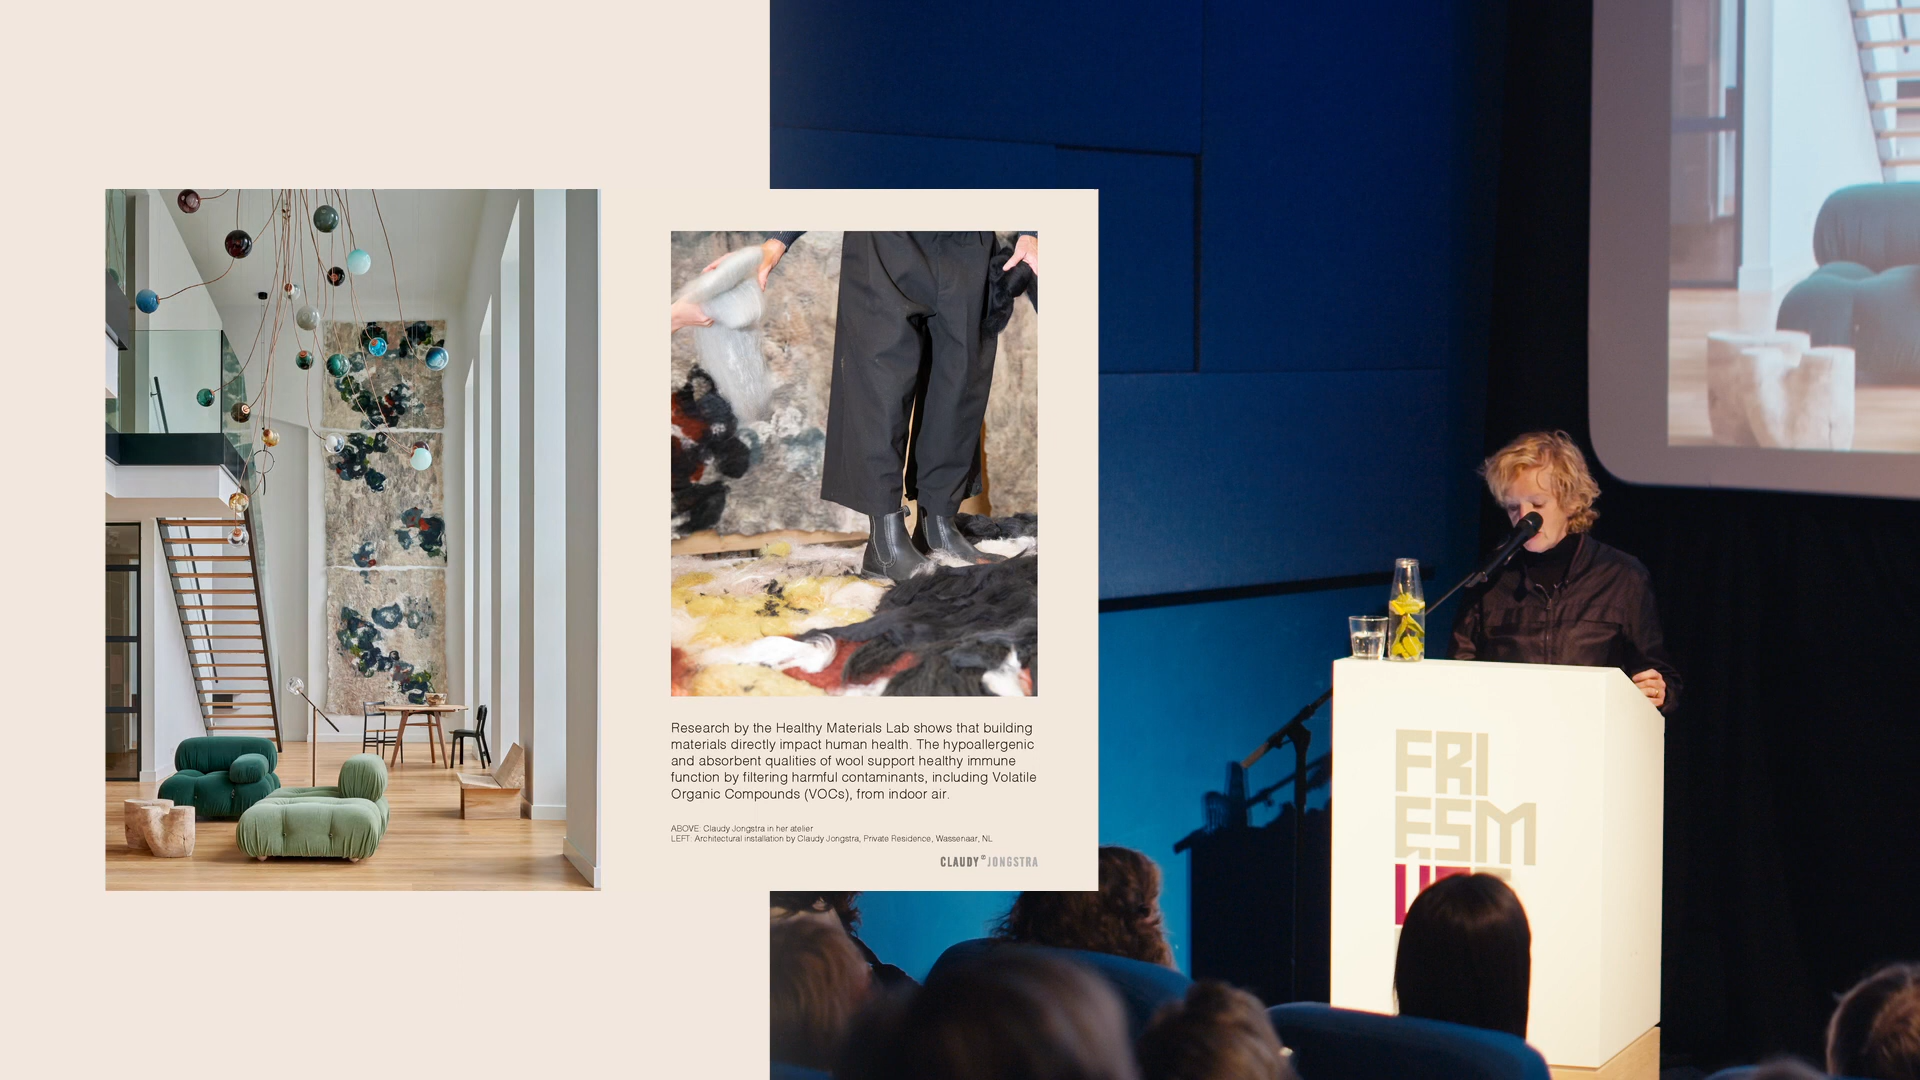 Research by the Healthy Materials Lab shows that building
materials directly impact human health. The hypoallergenic
and absorbent qualities of wool support healthy immune
function by filtering harmful contaminants, including Volatile
Organic Compounds (VOCs), from indoor air.
ABOVE: Claudy Jongstra in her atelier
LEFT: Architectural installation by Claudy Jongstra, Private Residence, Wassenaar, NL
CLAUDY JONGSTRA
FRI
ESM